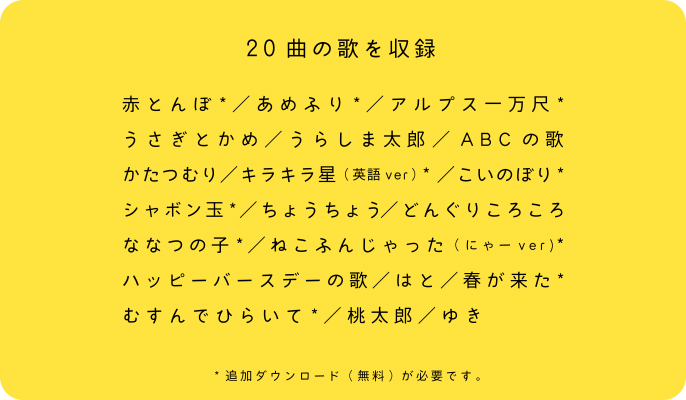 20曲の歌を収録
赤とんぼ*／あめふり*／アルプス一万尺*
うさぎとかめ／うらしま太郎／ABCの歌
かたつむり／キラキラ星（英語ver）*／こいのぼり*
シャボン玉*／ちょうちょう／どんぐりころころ
ななつの子*／ねこふんじゃった（にゃーver)*
ハッピーバースデーの歌／はと／春が来た*
むすんでひらいて*／桃太郎／ゆき
*追加ダウンロード（無料）が必要です。